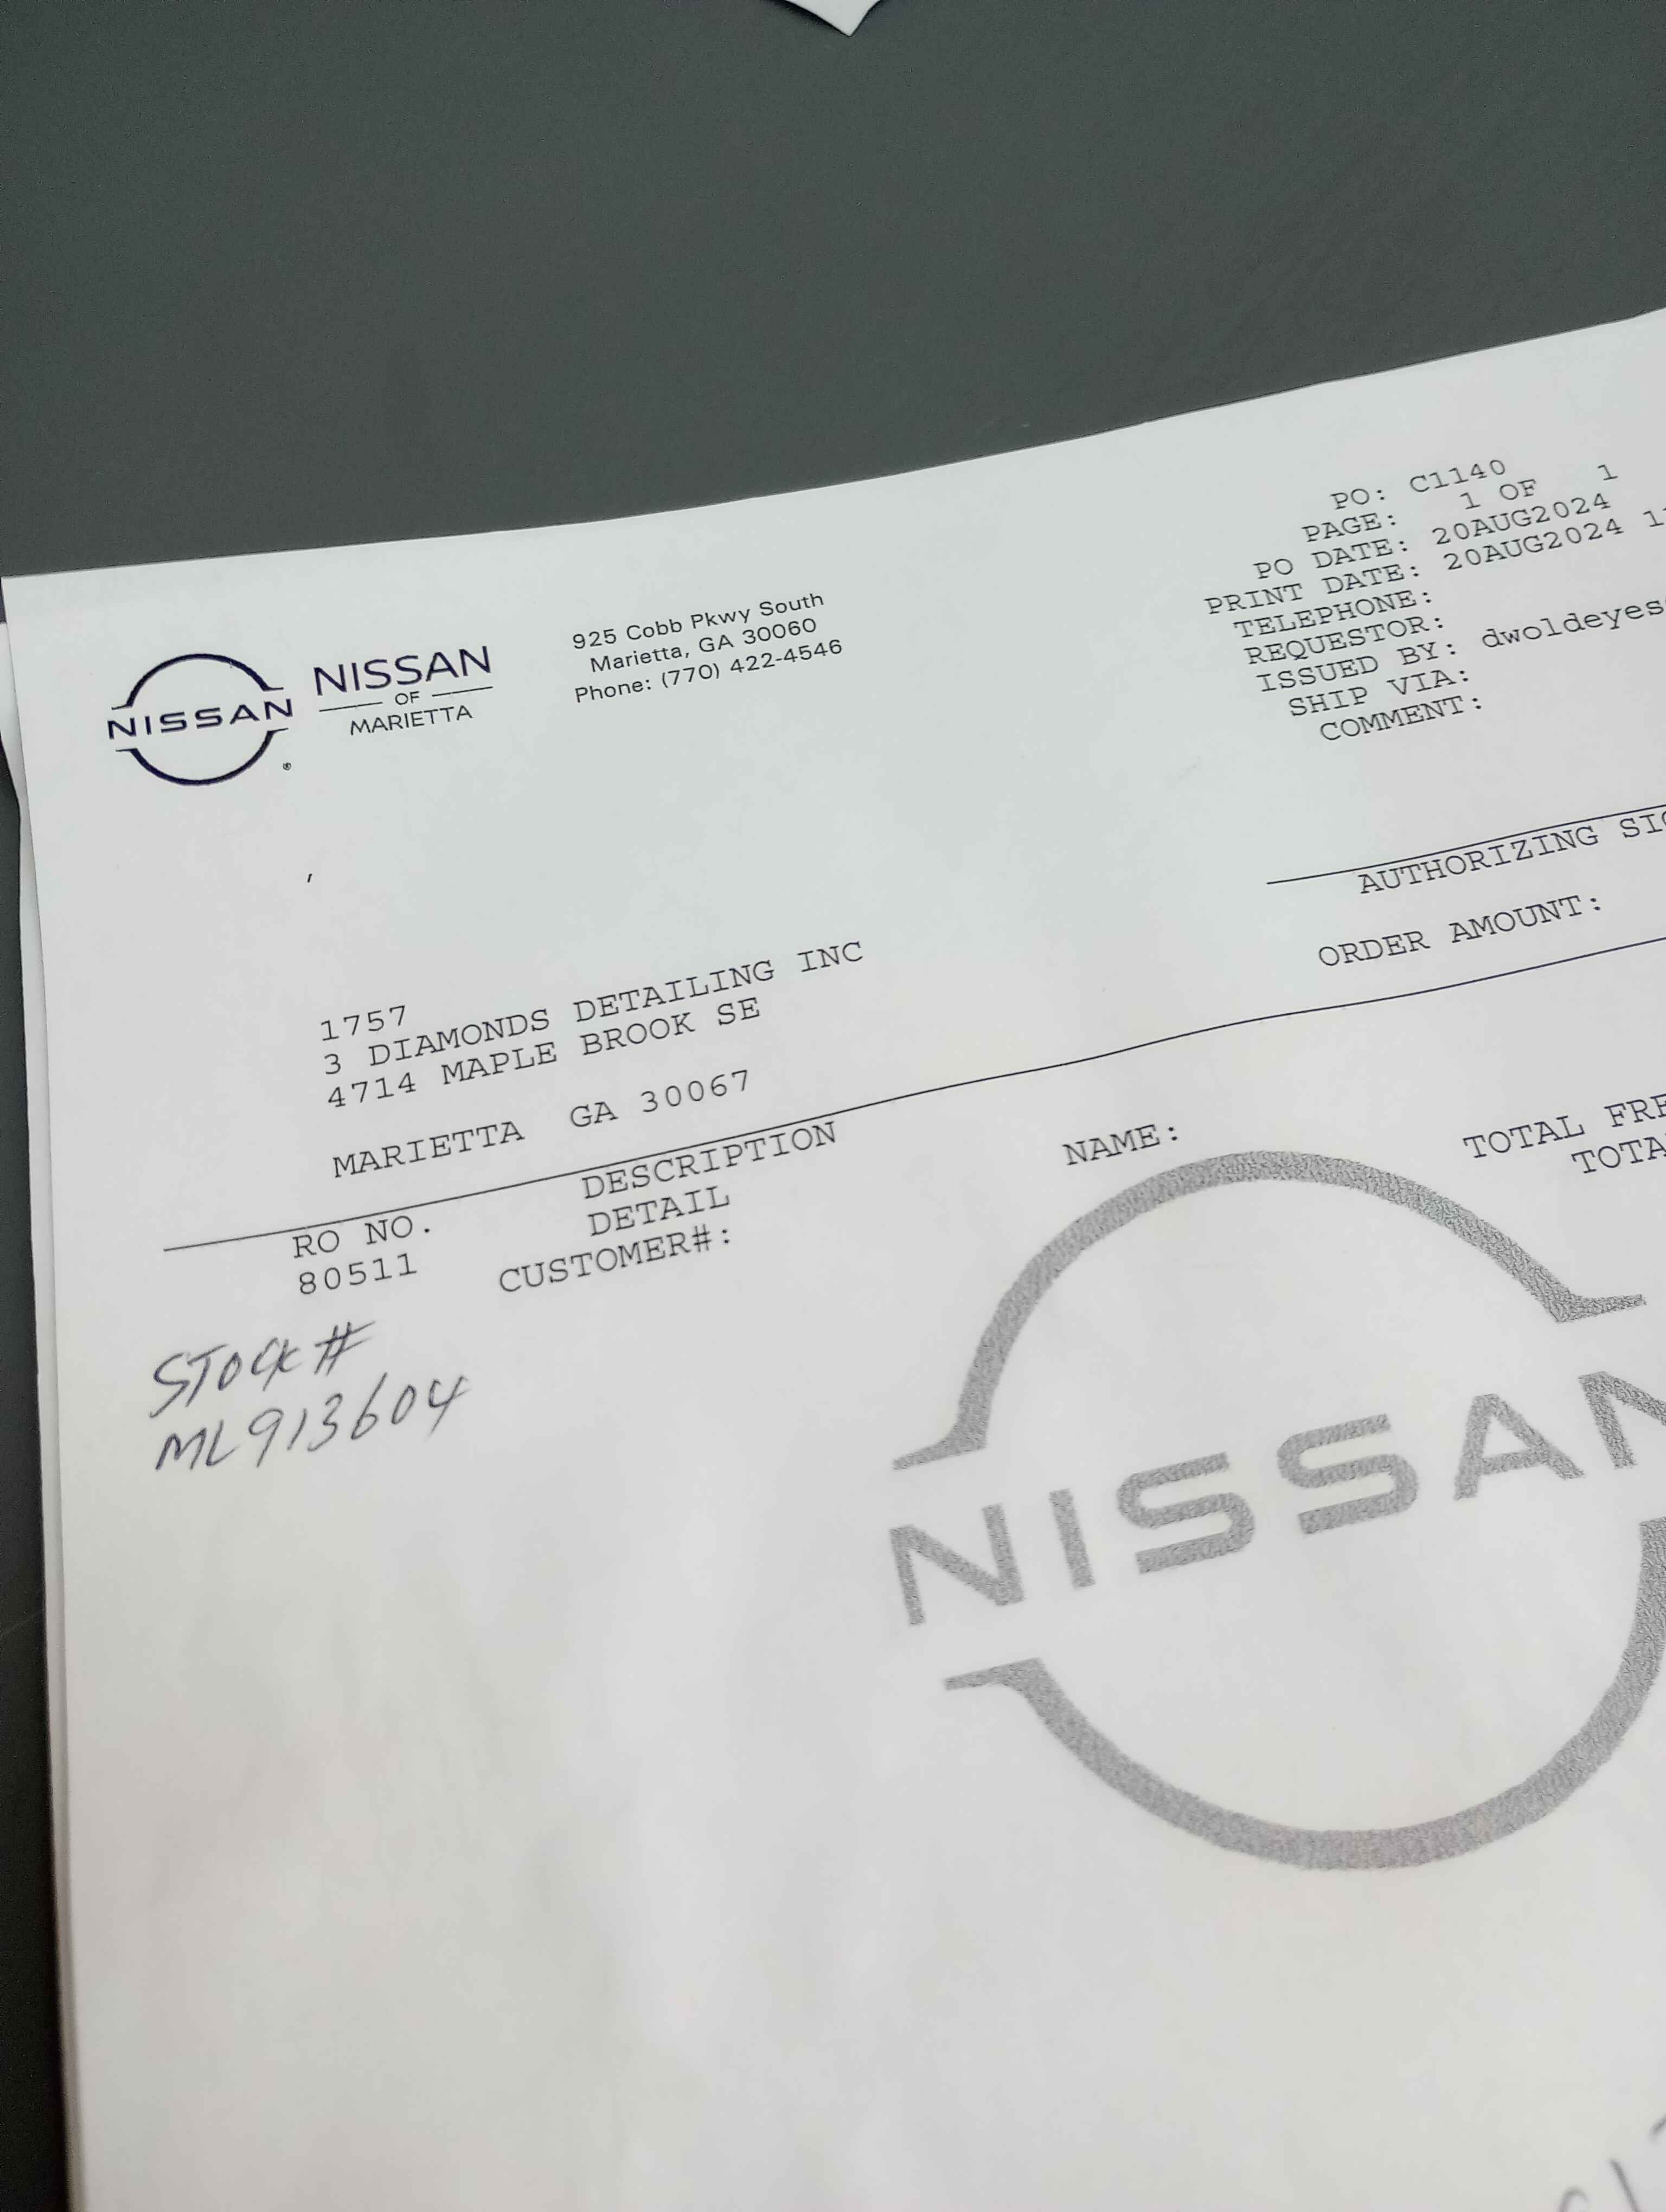 NISSAN
NISSAN
OF
MARIETTA
925 Cobb Pkwy South
Marietta, GA 30060
Phone: (770) 422-4546
PO: C1140
PAGE: 1 OF 1
PO DATE: 20AUG2024
PRINT DATE: 20AUG2024
TELEPHONE:
REQUESTOR:
ISSUED BY: dwoldeyes
SHIP VIA:
COMMENT:
AUTHORIZING
ORDER AMOUNT:
1757
3 DIAMONDS DETAILING INC
4714 MAPLE BROOK SE
MARIETTA GA 30067
RO NO. DESCRIPTION NAME: TOTAL
80511 DETAIL
CUSTOMER#:
STOCK#
ML913604
NISSAN